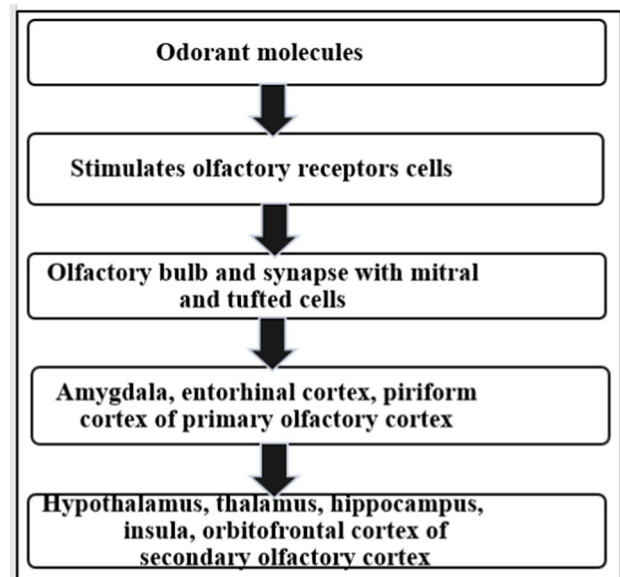 Odorant molecules
Stimulates olfactory receptors cells
Olfactory bulb and synapse with mitral
and tufted cells
Amygdala, entorhinal cortex, piriform
cortex of primary olfactory cortex
Hypothalamus, thalamus, hippocampus,
insula, orbitofrontal cortex of
secondary olfactory cortex